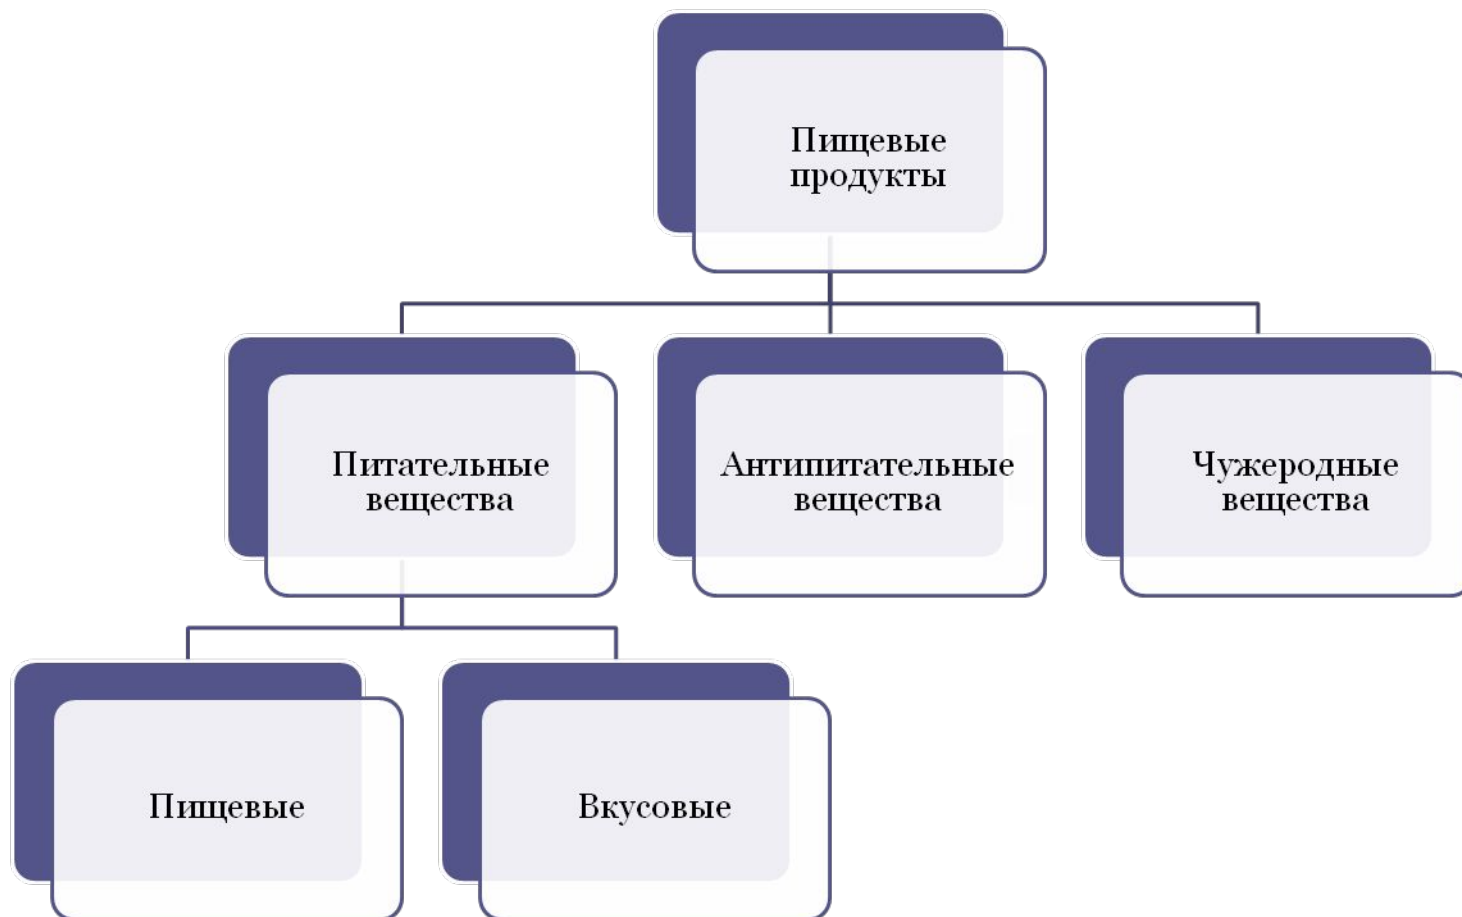 Пищевые
продукты
Питательные
вещества
Антипитательные
вещества
Чужеродные
вещества
Пищевые
Вкусовые